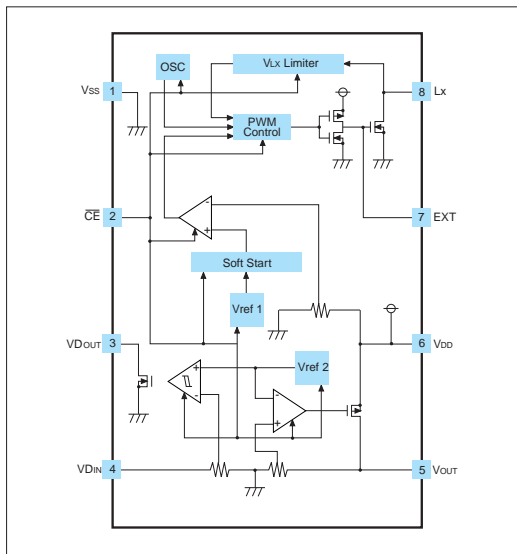 OSC
VLX Limiter
VSS
1
8
LX
PWM
Control
CE
2
7
EXT
-
+
Soft Start
Vref 1
VDOUT
3
6
VDD
+
-
Vref 2
-
+
VDIN
4
5
VOUT